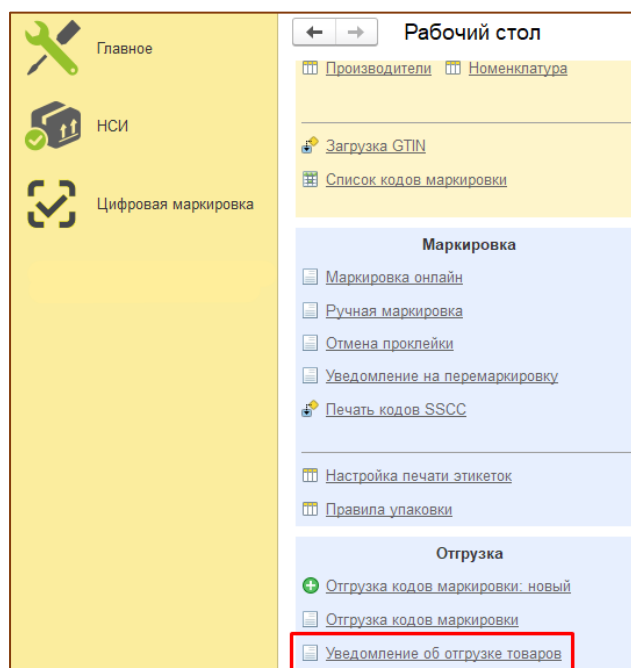 Главное
НСИ
Цифровая маркировка
Рабочий стол
Производители Номенклатура
Загрузка GTIN
Список кодов маркировки
Маркировка
Маркировка онлайн
Ручная маркировка
Отмена проклейки
Уведомление на перемаркировку
Печать кодов SSCC
Настройка печати этикеток
Правила упаковки
Отгрузка
Отгрузка кодов маркировки: новый
Отгрузка кодов маркировки
Уведомление об отгрузке товаров